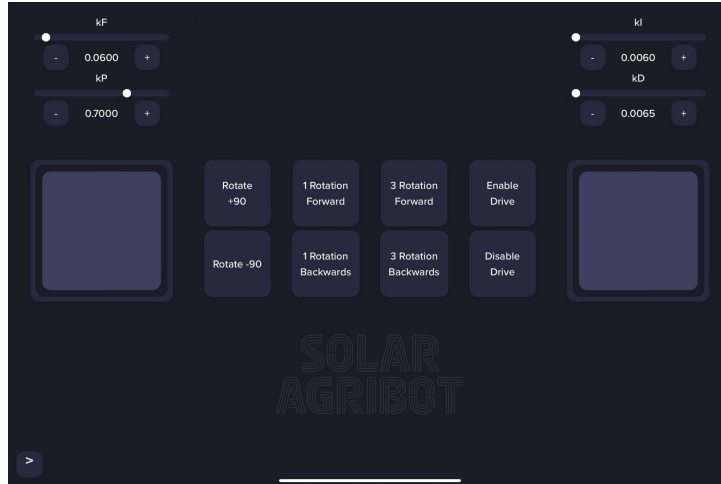 kF
- 0.0600 +
kP
- 0.7000 +
kI
- 0.0060 +
kD
- 0.0065 +
Rotate
+90
1 Rotation
Forward
3 Rotation
Forward
Enable
Drive
Rotate -90
1 Rotation
Backwards
3 Rotation
Backwards
Disable
Drive
SOLAR
AGRIBOT
>